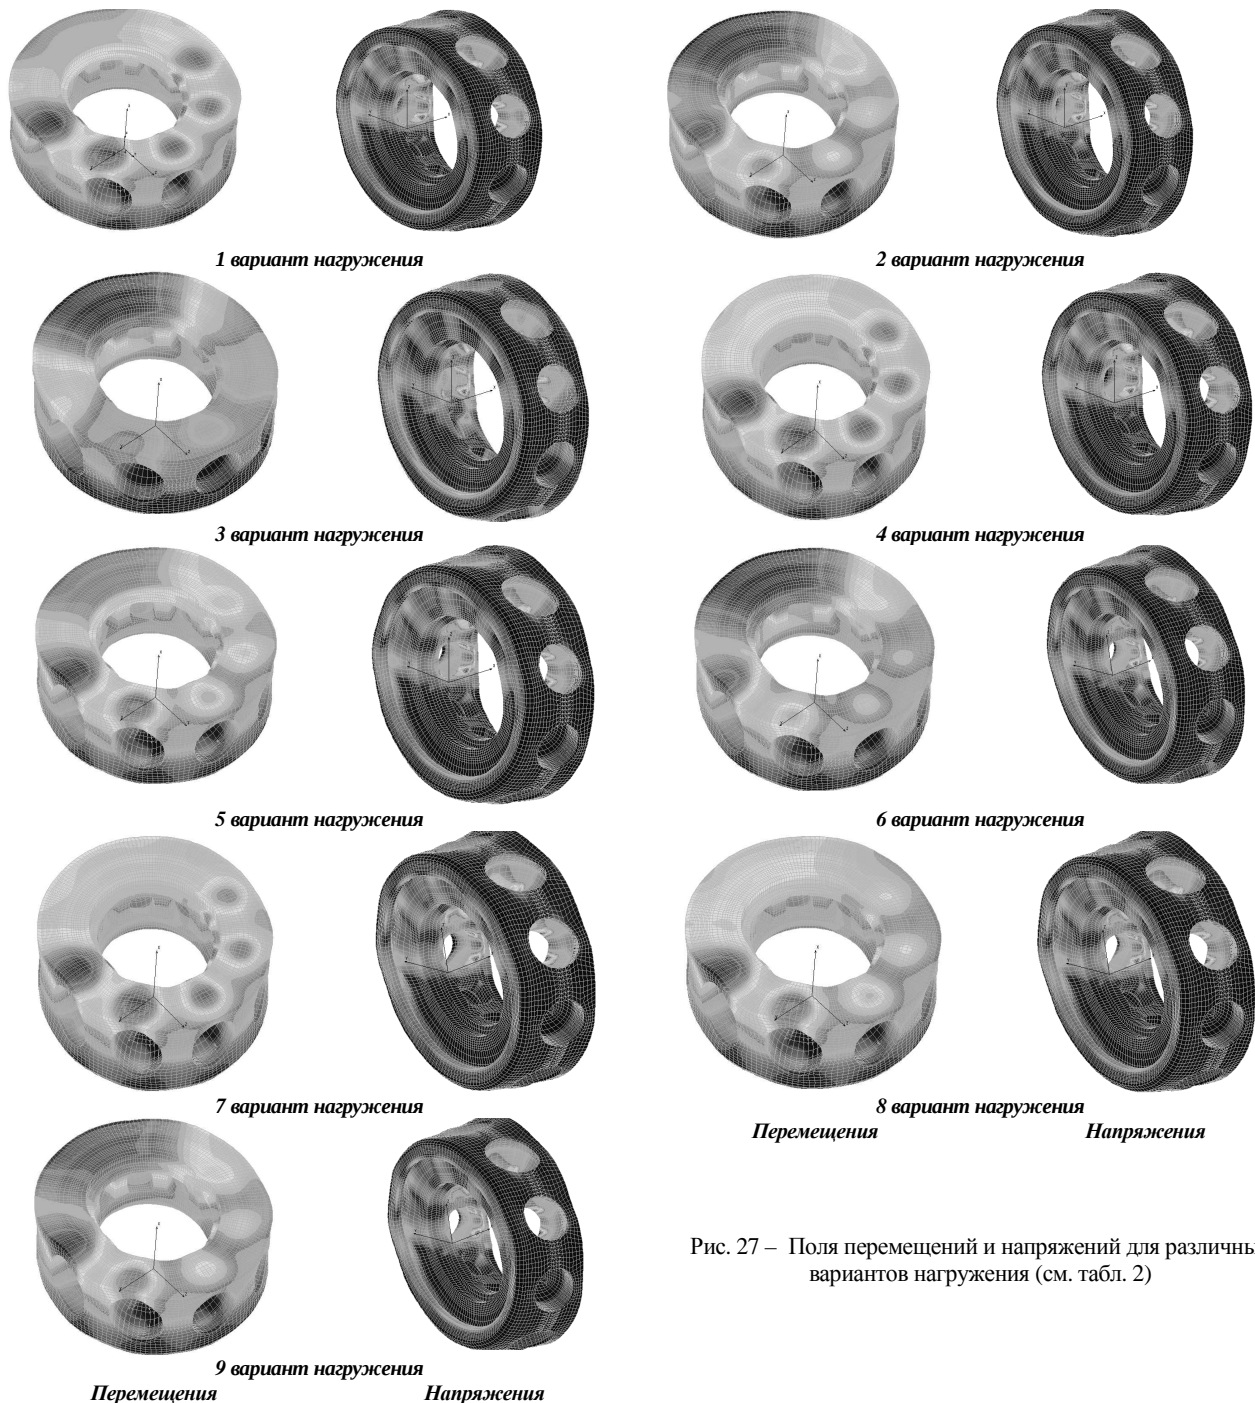 1 вариант нагружения
2 вариант нагружения
3 вариант нагружения
4 вариант нагружения
5 вариант нагружения
6 вариант нагружения
7 вариант нагружения
8 вариант нагружения
Перемещения
Напряжения
Рис. 27 – Поля перемещений и напряжений для различны
вариантов нагружения (см. табл. 2)
9 вариант нагружения
Перемещения
Напряжения